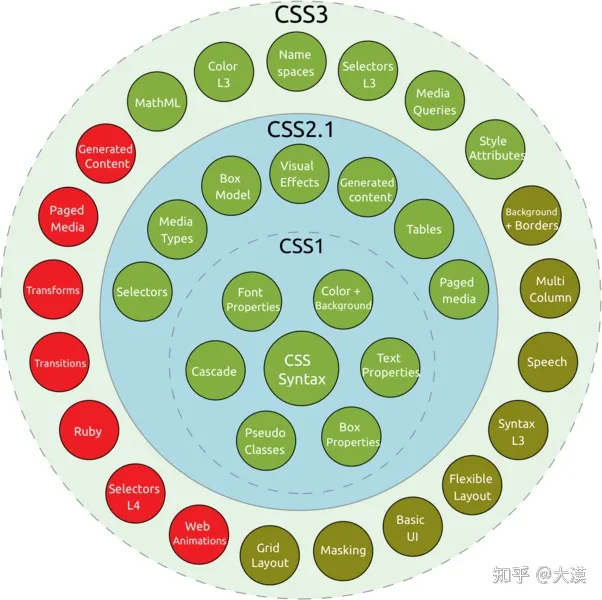 CSS3
Name
spaces
Color
L3
Selectors
L3
MathML
Media
Queries
Style
Attributes
Generated
Content
Paged
Media
Transforms
Transitions
Ruby
Selectors
L4
Web
Animations
Grid
Layout
Masking
Basic
UI
Flexible
Layout
Syntax
L3
Speech
Multi
Column
Background
+ Borders
CSS2.1
Visual
Effects
Box
Model
Generated
content
Media
Types
Tables
Selectors
Paged
media
CSS1
Font
Properties
Color +
Background
Cascade
CSS
Syntax
Text
Properties
Pseudo
Classes
Box
Properties
知乎 @大漠